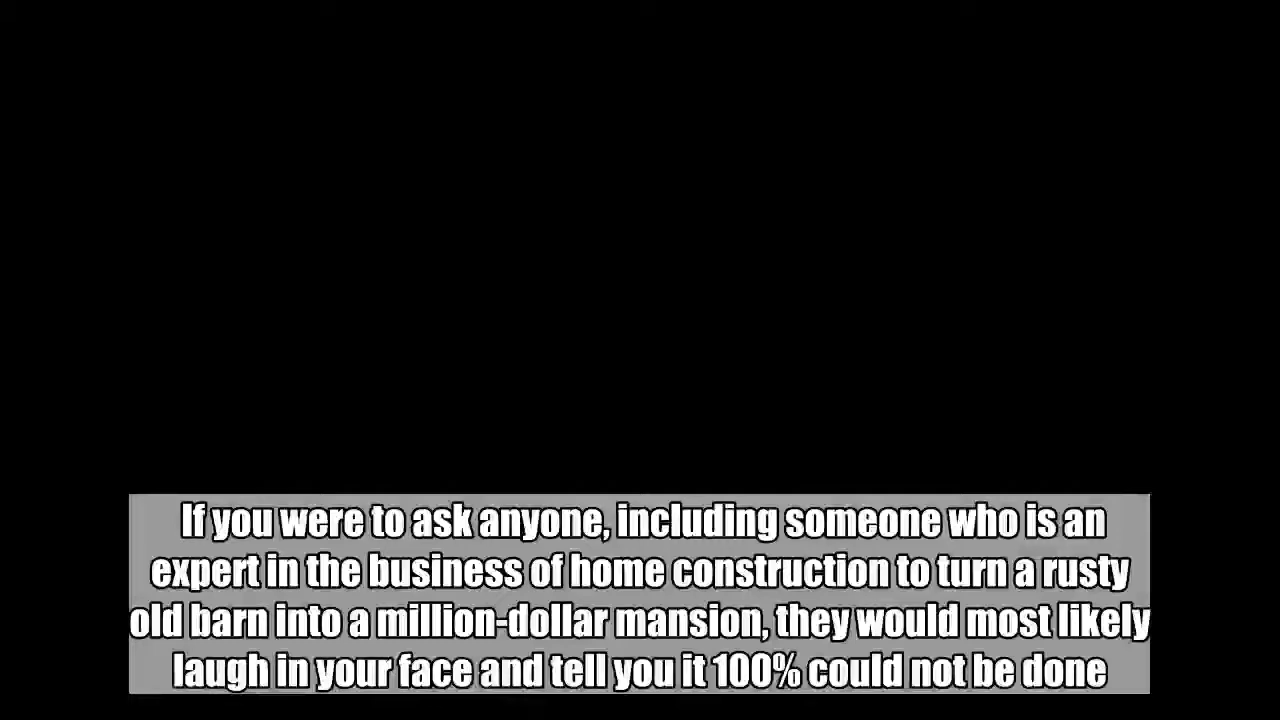 If you were to ask anyone, including someone who is an
expert in the business of home construction to turn a rusty
old barn into a million-dollar mansion, they would most likely
laugh in your face and tell you it 100% could not be done